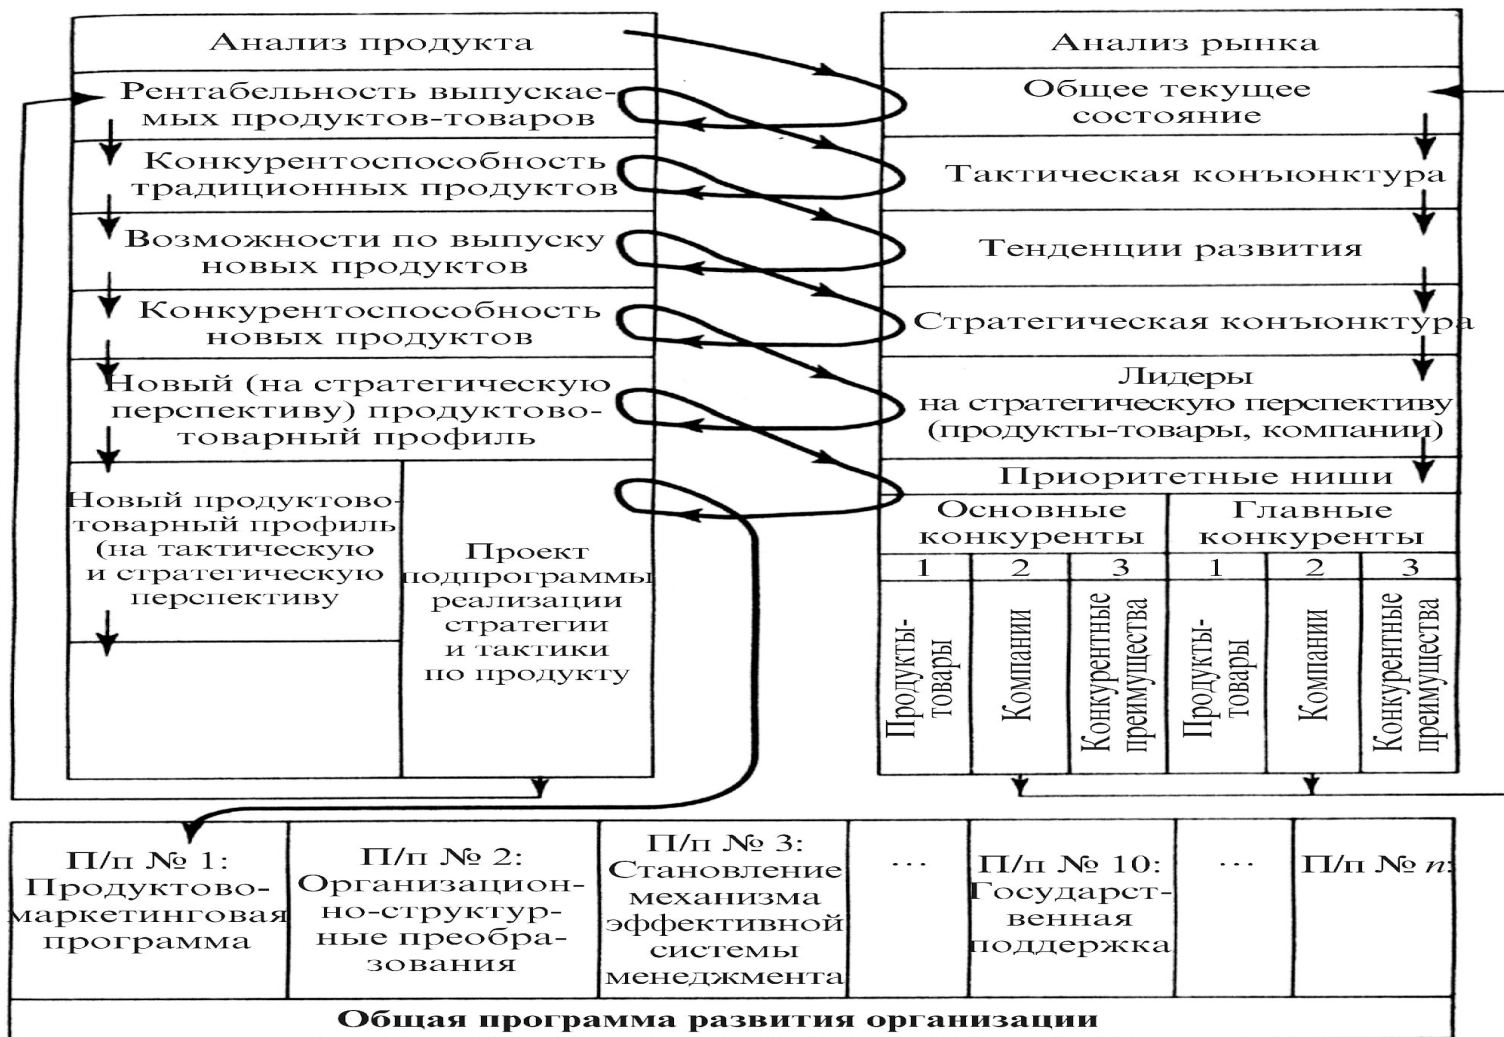 Анализ продукта
Рентабельность выпускае-
мых продуктов-товаров
Конкурентоспособность
традиционных продуктов
Возможности по выпуску
новых продуктов
Конкурентоспособность
новых продуктов
Новый (на стратегическую
перспективу) продуктово-
товарный профиль
Новый продуктово-
товарный профиль
(на тактическую
и стратегическую
перспективу
Проект
подпрограммы
реализации
стратегии
и тактики
по продукту
Анализ рынка
Общее текущее
состояние
Тактическая конъюнктура
Тенденции развития
Стратегическая конъюнктура
Лидеры
на стратегическую перспективу
(продукты-товары, компании)
Приоритетные ниши
Основные
конкуренты
Главные
конкуренты
1 2 3 1 2 3
Продукты-
товары
Компании
Конкурентные
преимущества
Продукты-
товары
Компании
Конкурентные
преимущества
П/п № 1:
Продуктово-
маркетинговая
программа
П/п № 2:
Организацион-
но-структур-
ные преобра-
зования
П/п № 3:
Становление
механизма
эффективной
системы
менеджмента
...
П/п № 10:
Государст-
венная
поддержка
...
П/п № n:
Общая программа развития организации